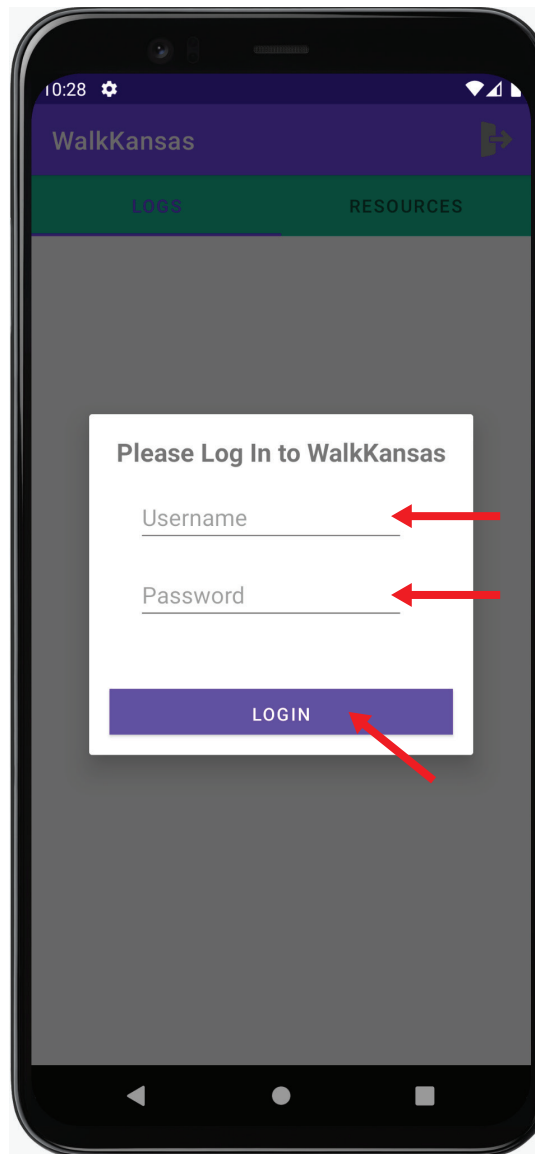 10:28
WalkKansas
LOGS RESOURCES
Please Log In to WalkKansas
Username
Password
LOGIN